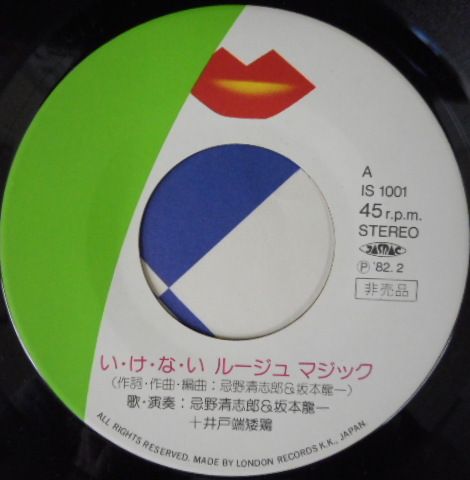 A
IS 1001
45 r.p.m.
STEREO
JASRAC
Ⓟ '82. 2
非売品
い・け・な・い ルージュ マジック
(作詞・作曲・編曲：忌野清志郎&坂本龍一)
歌・演奏：忌野清志郎&坂本龍一
＋井戸端矮鶏
ALL RIGHTS RESERVED. MADE BY LONDON RECORDS K.K., JAPAN.